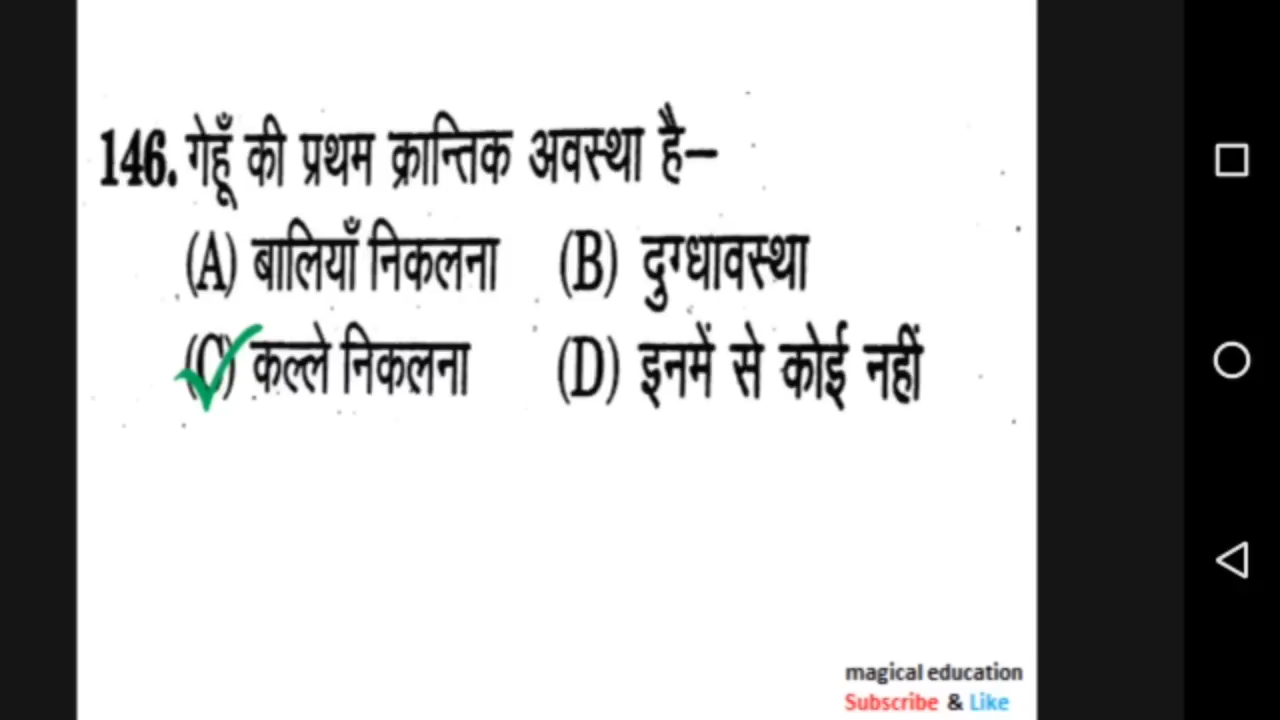 146. गेहूँ की प्रथम क्रान्तिक अवस्था है–
(A) बालियाँ निकलना (B) दुग्धावस्था
(C) कल्ले निकलना (D) इनमें से कोई नहीं
magical education
Subscribe & Like